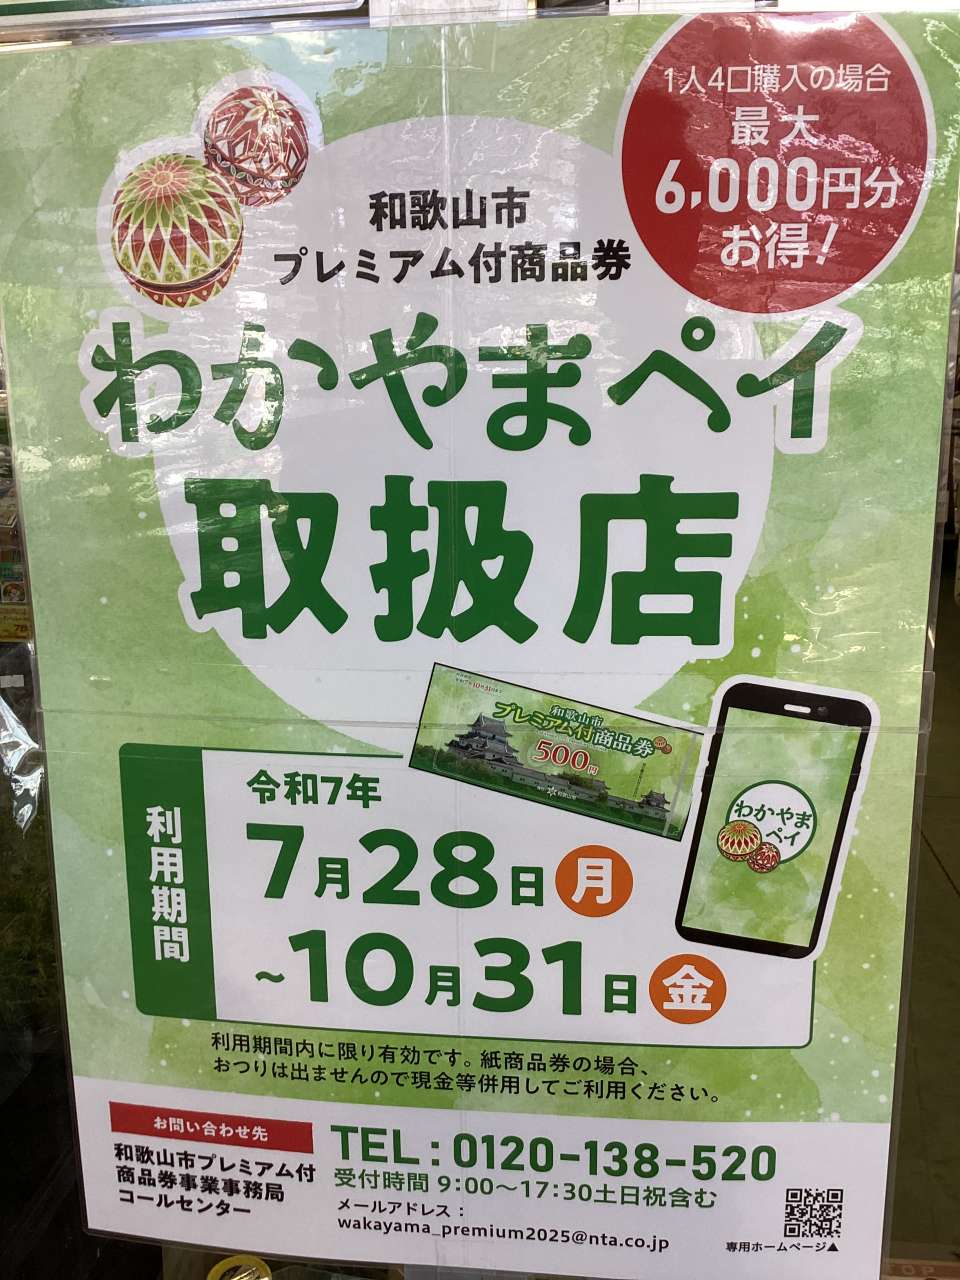 1人4口購入の場合
最大
6,000円分
お得!
和歌山市
プレミアム付商品券
わかやまペイ
取扱店
10月31日
和歌山市
プレミアム付商品券
500円
わかやま
ペイ
利用期間
令和7年
7月28日月
~10月31日金
利用期間内に限り有効です。紙商品券の場合、
おつりは出ませんので現金等併用してご利用ください。
お問い合わせ先
和歌山市プレミアム付
商品券事業事務局
コールセンター
TEL:0120-138-520
受付時間 9:00~17:30土日祝含む
メールアドレス:
wakayama_premium2025@nta.co.jp
専用ホームページ▲